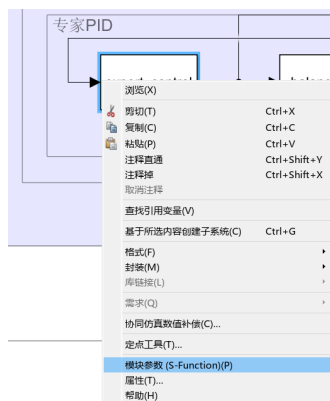 专家PID
浏览(X)
剪切(T) Ctrl+X
复制(C) Ctrl+C
粘贴(P) Ctrl+V
注释直通 Ctrl+Shift+Y
注释掉 Ctrl+Shift+X
取消注释
查找引用变量(V)
基于所选内容创建子系统(C) Ctrl+G
格式(F)
封装(M)
库链接(L)
需求(Q)
协同仿真数值补偿(C)...
定点工具(T)...
模块参数 (S-Function)(P)
属性(T)...
帮助(H)